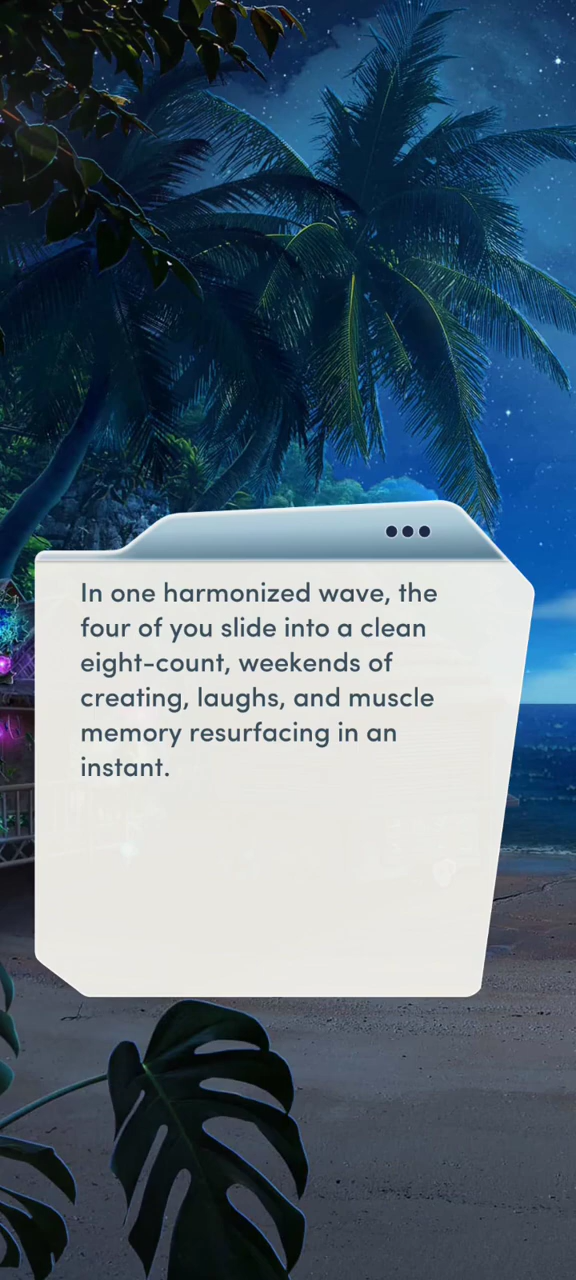 In one harmonized wave, the
four of you slide into a clean
eight-count, weekends of
creating, laughs, and muscle
memory resurfacing in an
instant.